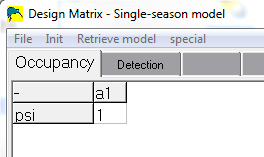 Design Matrix - Single-season model
File Init Retrieve model special
Occupancy Detection
- a1
psi 1